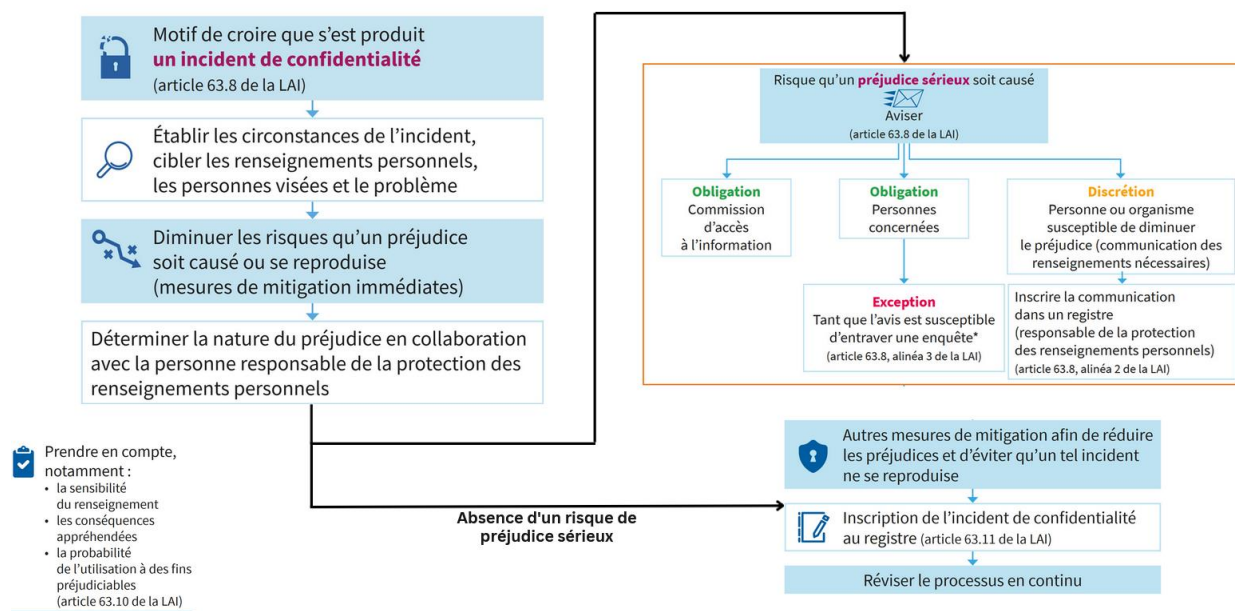 Motif de croire que s'est produit
un incident de confidentialité
(article 63.8 de la LAI)
Établir les circonstances de l'incident,
cibler les renseignements personnels,
les personnes visées et le problème
Diminuer les risques qu'un préjudice
soit causé ou se reproduise
(mesures de mitigation immédiates)
Déterminer la nature du préjudice en collaboration
avec la personne responsable de la protection des
renseignements personnels
Prendre en compte,
notamment :
• la sensibilité
du renseignement
• les conséquences
appréhendées
• la probabilité
de l'utilisation à des fins
préjudiciables
(article 63.10 de la LAI)
Absence d'un risque de
préjudice sérieux
Risque qu'un préjudice sérieux soit causé
Aviser
(article 63.8 de la LAI)
Obligation
Commission
d'accès
à l'information
Obligation
Personnes
concernées
Exception
Tant que l'avis est susceptible
d'entraver une enquête*
(article 63.8, alinéa 3 de la LAI)
Discrétion
Personne ou organisme
susceptible de diminuer
le préjudice (communication des
renseignements nécessaires)
Inscrire la communication
dans un registre
(responsable de la protection
des renseignements personnels)
(article 63.8, alinéa 2 de la LAI)
Autres mesures de mitigation afin de réduire
les préjudices et d'éviter qu'un tel incident
ne se reproduise
Inscription de l'incident de confidentialité
au registre (article 63.11 de la LAI)
Réviser le processus en continu